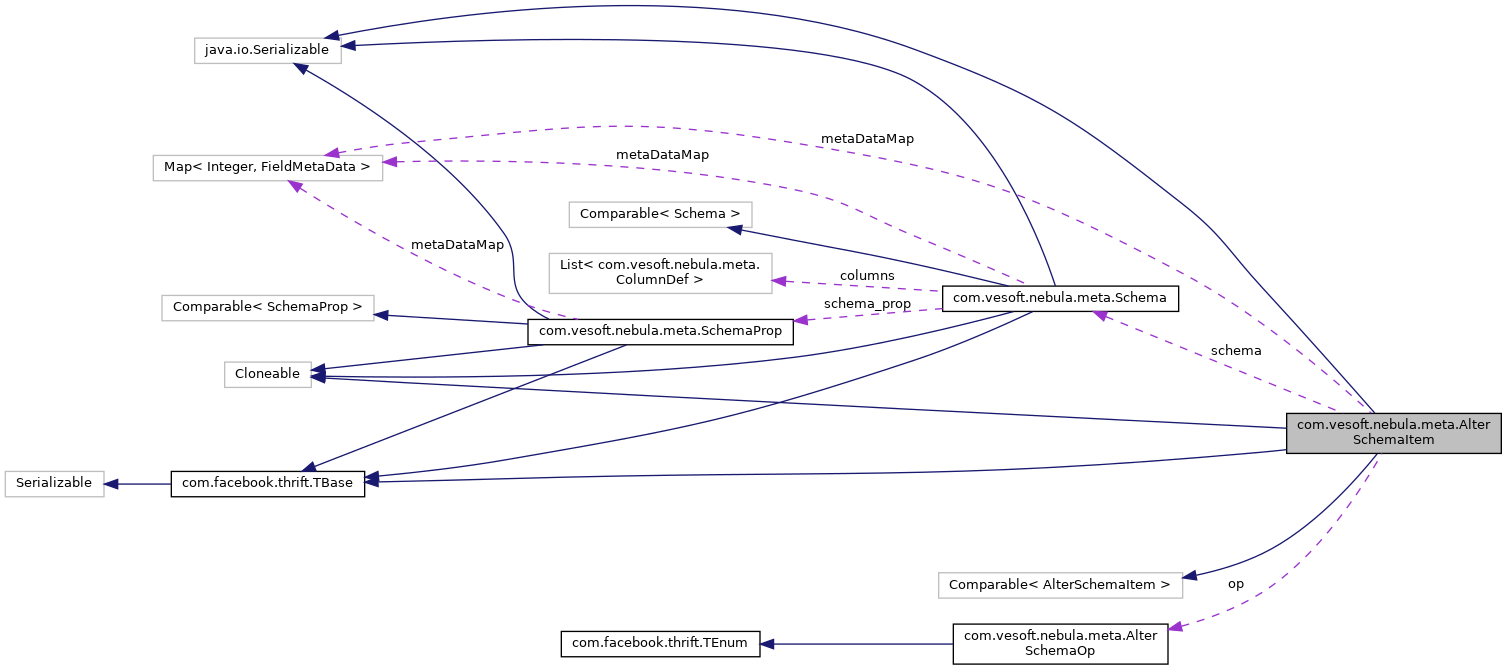 java.io.Serializable
metaDataMap
metaDataMap
Map< Integer, FieldMetaData >
Comparable< Schema >
metaDataMap
List< com.vesoft.nebula.meta.
ColumnDef >
columns
com.vesoft.nebula.meta.Schema
schema_prop
Comparable< SchemaProp >
com.vesoft.nebula.meta.SchemaProp
schema
Cloneable
com.vesoft.nebula.meta.Alter
SchemaItem
Serializable
com.facebook.thrift.TBase
Comparable< AlterSchemaItem >
op
com.facebook.thrift.TEnum
com.vesoft.nebula.meta.Alter
SchemaOp